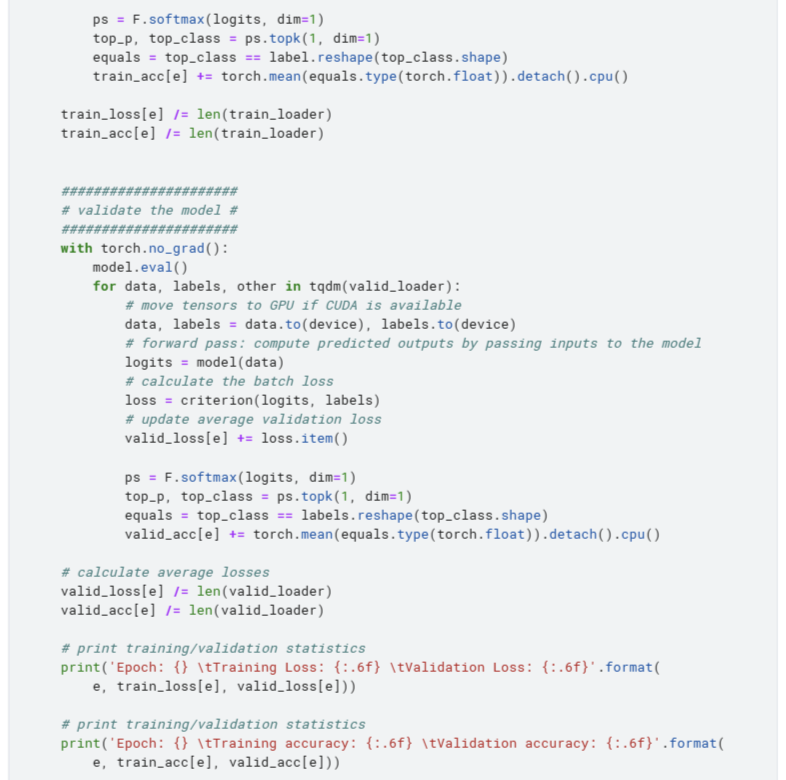 ps = F.softmax(logits, dim=1)
top_p, top_class = ps.topk(1, dim=1)
equals = top_class == label.reshape(top_class.shape)
train_acc[e] += torch.mean(equals.type(torch.float)).detach().cpu()
train_loss[e] /= len(train_loader)
train_acc[e] /= len(train_loader)
######################
# validate the model #
######################
with torch.no_grad():
model.eval()
for data, labels, other in tqdm(valid_loader):
# move tensors to GPU if CUDA is available
data, labels = data.to(device), labels.to(device)
# forward pass: compute predicted outputs by passing inputs to the model
logits = model(data)
# calculate the batch loss
loss = criterion(logits, labels)
# update average validation loss
valid_loss[e] += loss.item()
ps = F.softmax(logits, dim=1)
top_p, top_class = ps.topk(1, dim=1)
equals = top_class == labels.reshape(top_class.shape)
valid_acc[e] += torch.mean(equals.type(torch.float)).detach().cpu()
# calculate average losses
valid_loss[e] /= len(valid_loader)
valid_acc[e] /= len(valid_loader)
# print training/validation statistics
print('Epoch: {} \tTraining Loss: {:.6f} \tValidation Loss: {:.6f}'.format(
e, train_loss[e], valid_loss[e]))
# print training/validation statistics
print('Epoch: {} \tTraining accuracy: {:.6f} \tValidation accuracy: {:.6f}'.format(
e, train_acc[e], valid_acc[e]))